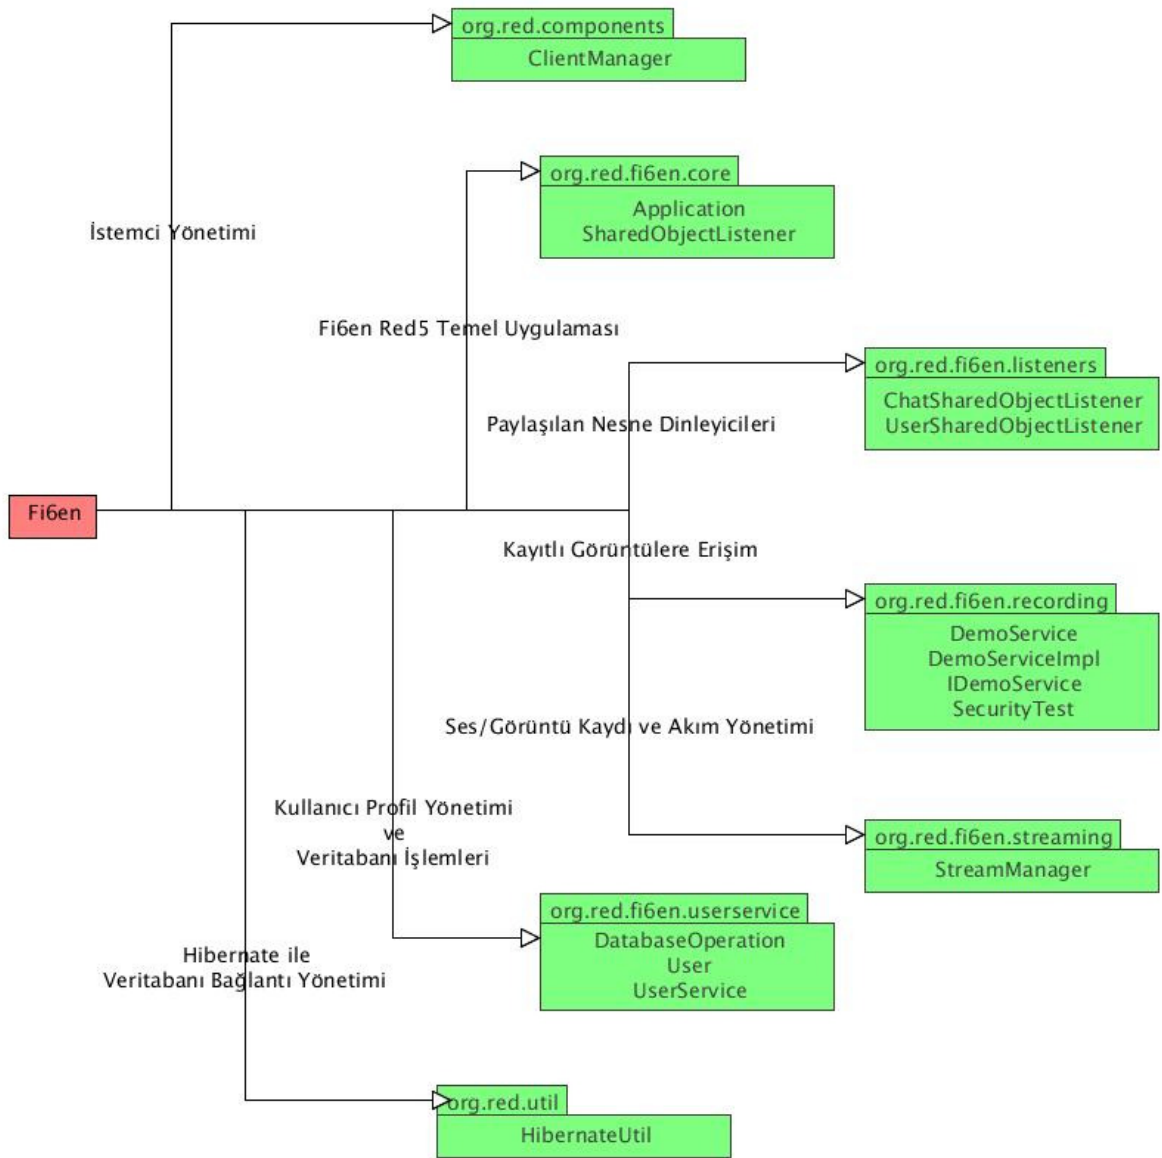 org.red.components
ClientManager
org.red.fi6en.core
Application
SharedObjectListener
İstemci Yönetimi
Fi6en Red5 Temel Uygulaması
org.red.fi6en.listeners
ChatSharedObjectListener
UserSharedObjectListener
Paylaşılan Nesne Dinleyicileri
Fi6en
Kayıtlı Görüntülere Erişim
org.red.fi6en.recording
DemoService
DemoServiceImpl
IDemoService
SecurityTest
Ses/Görüntü Kaydı ve Akım Yönetimi
Kullanıcı Profil Yönetimi
ve
Veritabanı İşlemleri
org.red.fi6en.streaming
StreamManager
org.red.fi6en.userservice
DatabaseOperation
User
UserService
Hibernate ile
Veritabanı Bağlantı Yönetimi
org.red.util
HibernateUtil